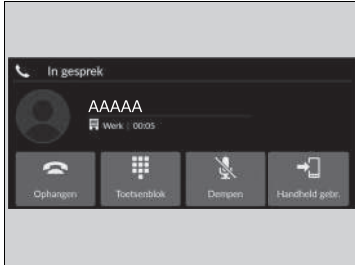 In gesprek
AAAAA
Werk | 00:05
Ophangen
Toetsenblok
Dempen
Handheld gebr.